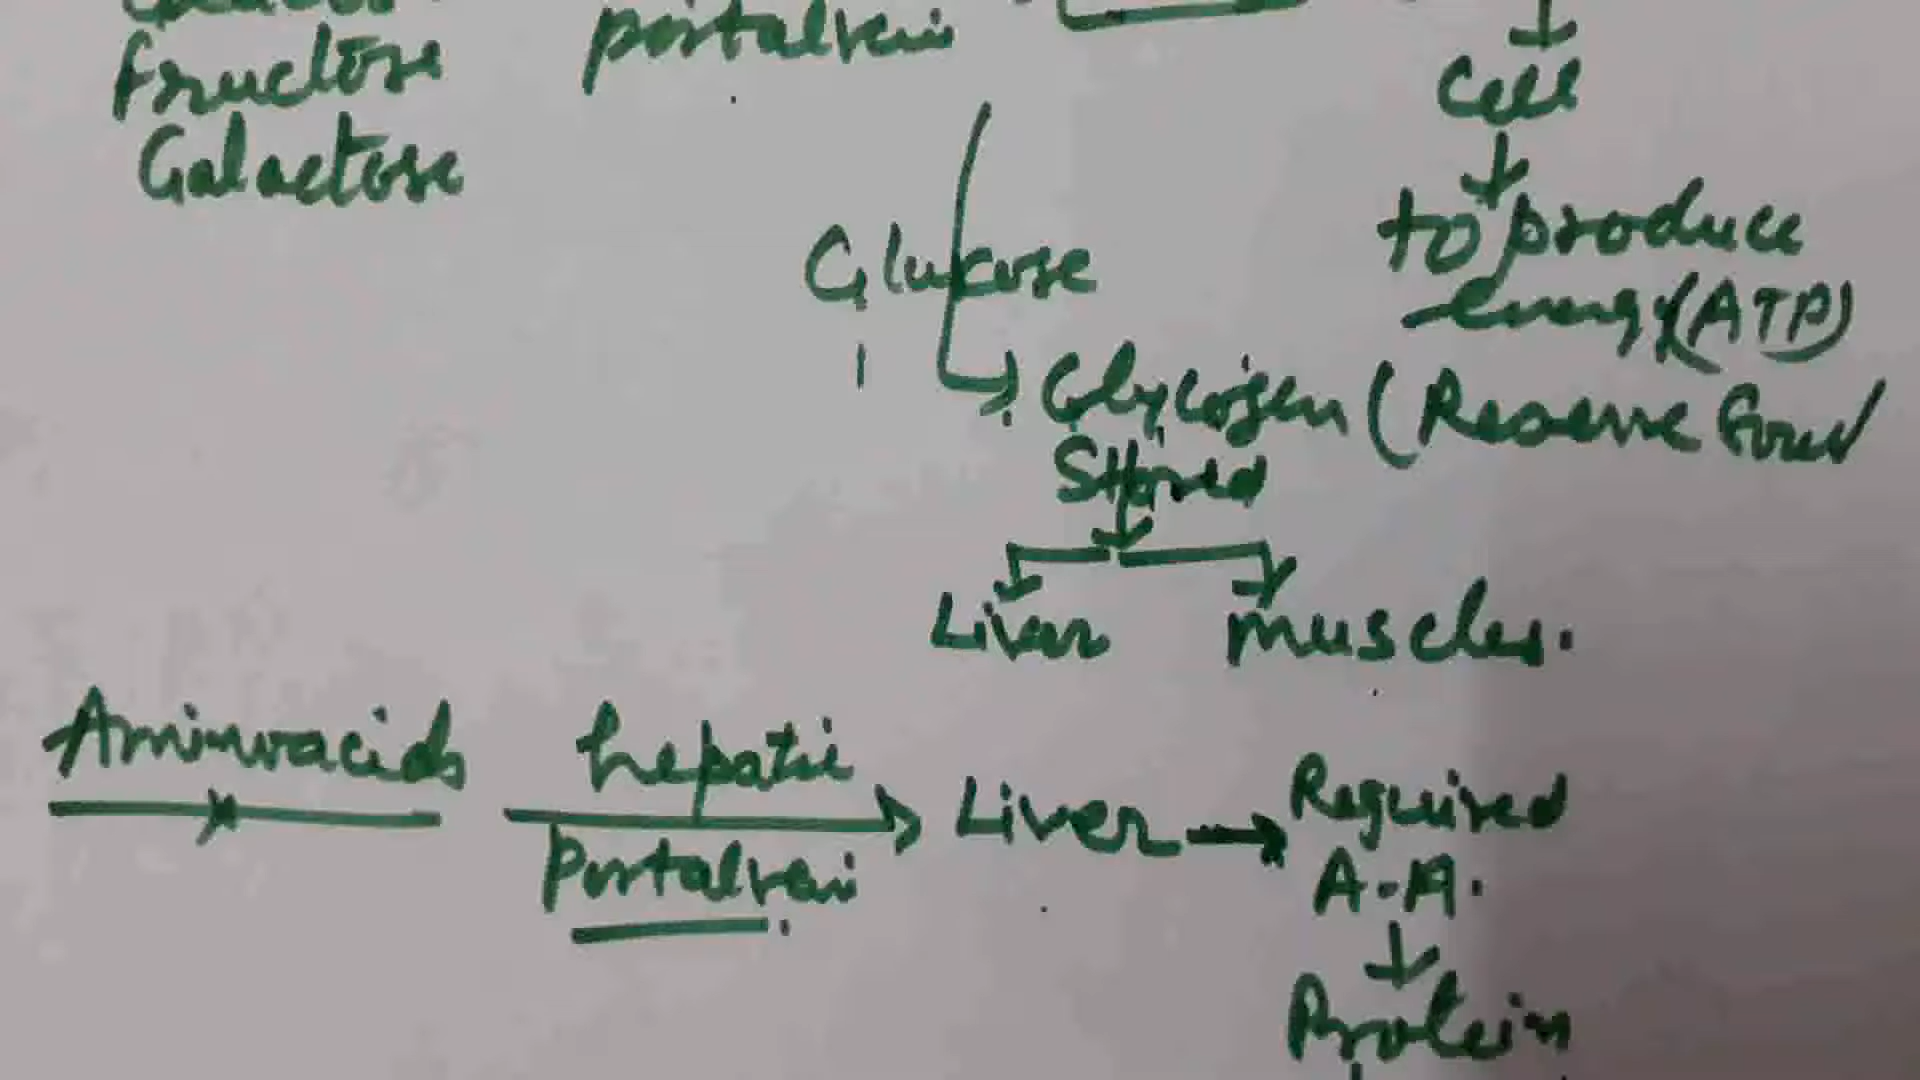 Fructose
portalvein
Cell
Galactose
to produce
Glucose
energy (ATP)
Glycogen (Reserve food
Stored
Liver
muscles.
Aminoacids
hepatic
Portalvein
Liver
Required
A.A.
Protein